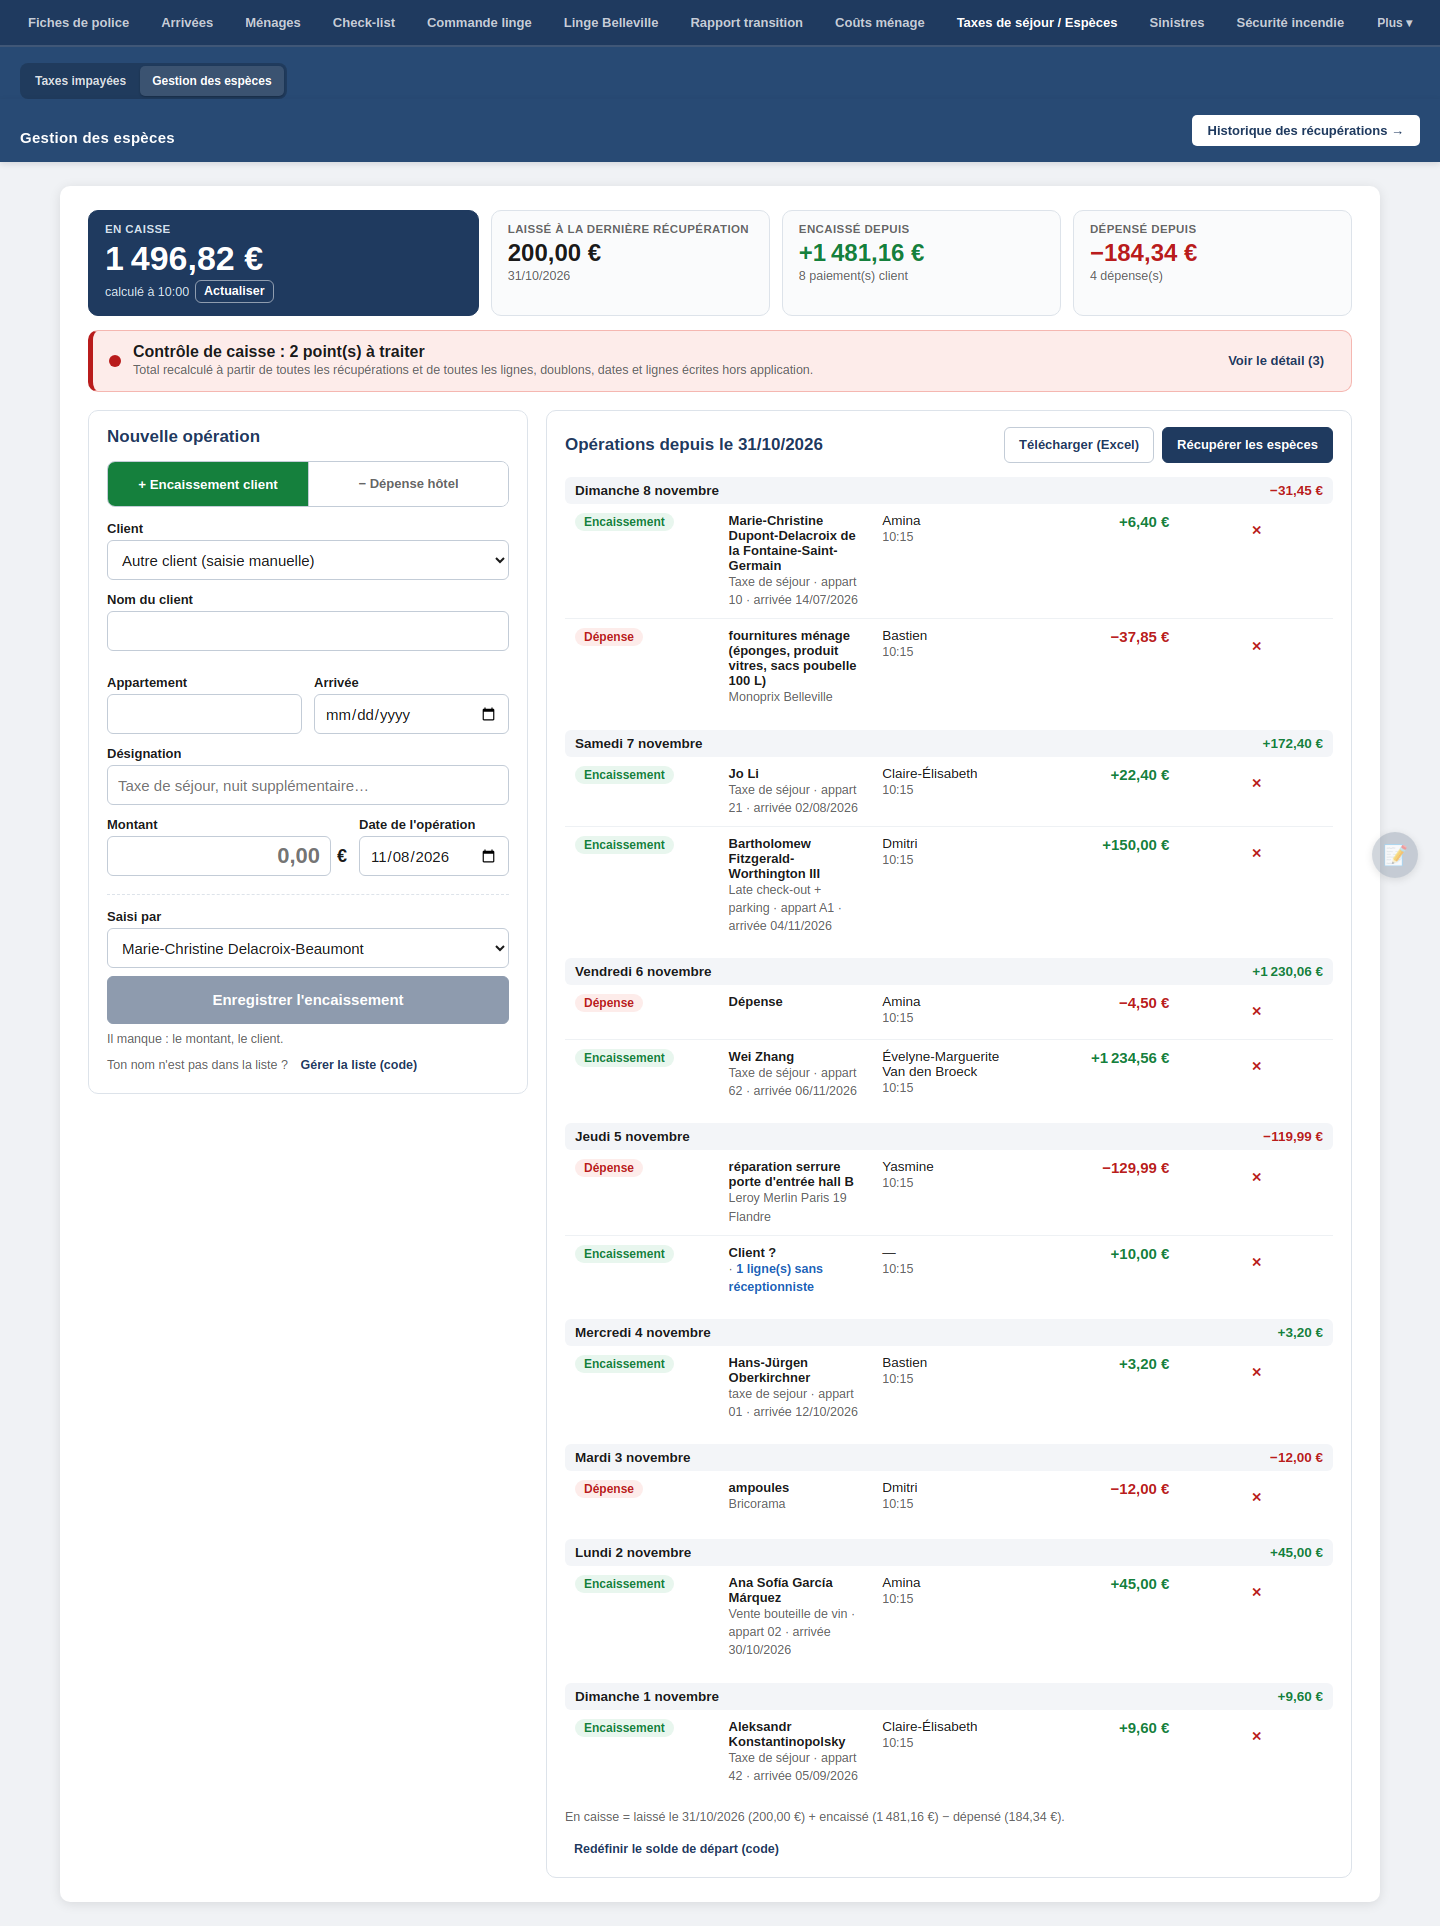 Fiches de police Arrivées Ménages Check-list Commande linge Linge Belleville Rapport transition Coûts ménage Taxes de séjour / Espèces Sinistres Sécurité incendie Plus ▾
Taxes impayées Gestion des espèces
Gestion des espèces
Historique des récupérations →
EN CAISSE
1 496,82 €
calculé à 10:00 Actualiser
LAISSÉ À LA DERNIÈRE RÉCUPÉRATION
200,00 €
31/10/2026
ENCAISSÉ DEPUIS
+1 481,16 €
8 paiement(s) client
DÉPENSÉ DEPUIS
−184,34 €
4 dépense(s)
Contrôle de caisse : 2 point(s) à traiter
Total recalculé à partir de toutes les récupérations et de toutes les lignes, doublons, dates et lignes écrites hors application.
Voir le détail (3)
Nouvelle opération
+ Encaissement client
− Dépense hôtel
Client
Autre client (saisie manuelle)
Nom du client
Appartement
Arrivée
mm/dd/yyyy
Désignation
Taxe de séjour, nuit supplémentaire…
Montant
0,00 €
Date de l'opération
11/08/2026
Saisi par
Marie-Christine Delacroix-Beaumont
Enregistrer l'encaissement
Il manque : le montant, le client.
Ton nom n'est pas dans la liste ? Gérer la liste (code)
Opérations depuis le 31/10/2026
Télécharger (Excel)
Récupérer les espèces
Dimanche 8 novembre −31,45 €
Encaissement
Marie-Christine
Dupont-Delacroix de
la Fontaine-Saint-
Germain
Taxe de séjour · appart
10 · arrivée 14/07/2026
Amina
10:15
+6,40 €
✕
Dépense
fournitures ménage
(éponges, produit
vitres, sacs poubelle
100 L)
Monoprix Belleville
Bastien
10:15
−37,85 €
✕
Samedi 7 novembre +172,40 €
Encaissement
Jo Li
Taxe de séjour · appart
21 · arrivée 02/08/2026
Claire-Élisabeth
10:15
+22,40 €
✕
Encaissement
Bartholomew
Fitzgerald-
Worthington III
Late check-out +
parking · appart A1 ·
arrivée 04/11/2026
Dmitri
10:15
+150,00 €
✕
Vendredi 6 novembre +1 230,06 €
Dépense
Dépense
Amina
10:15
−4,50 €
✕
Encaissement
Wei Zhang
Taxe de séjour · appart
62 · arrivée 06/11/2026
Évelyne-Marguerite
Van den Broeck
10:15
+1 234,56 €
✕
Jeudi 5 novembre −119,99 €
Dépense
réparation serrure
porte d'entrée hall B
Leroy Merlin Paris 19
Flandre
Yasmine
10:15
−129,99 €
✕
Encaissement
Client ?
· 1 ligne(s) sans
réceptionniste
—
10:15
+10,00 €
✕
Mercredi 4 novembre +3,20 €
Encaissement
Hans-Jürgen
Oberkirchner
taxe de sejour · appart
01 · arrivée 12/10/2026
Bastien
10:15
+3,20 €
✕
Mardi 3 novembre −12,00 €
Dépense
ampoules
Bricorama
Dmitri
10:15
−12,00 €
✕
Lundi 2 novembre +45,00 €
Encaissement
Ana Sofía García
Márquez
Vente bouteille de vin ·
appart 02 · arrivée
30/10/2026
Amina
10:15
+45,00 €
✕
Dimanche 1 novembre +9,60 €
Encaissement
Aleksandr
Konstantinopolsky
Taxe de séjour · appart
42 · arrivée 05/09/2026
Claire-Élisabeth
10:15
+9,60 €
✕
En caisse = laissé le 31/10/2026 (200,00 €) + encaissé (1 481,16 €) − dépensé (184,34 €).
Redéfinir le solde de départ (code)